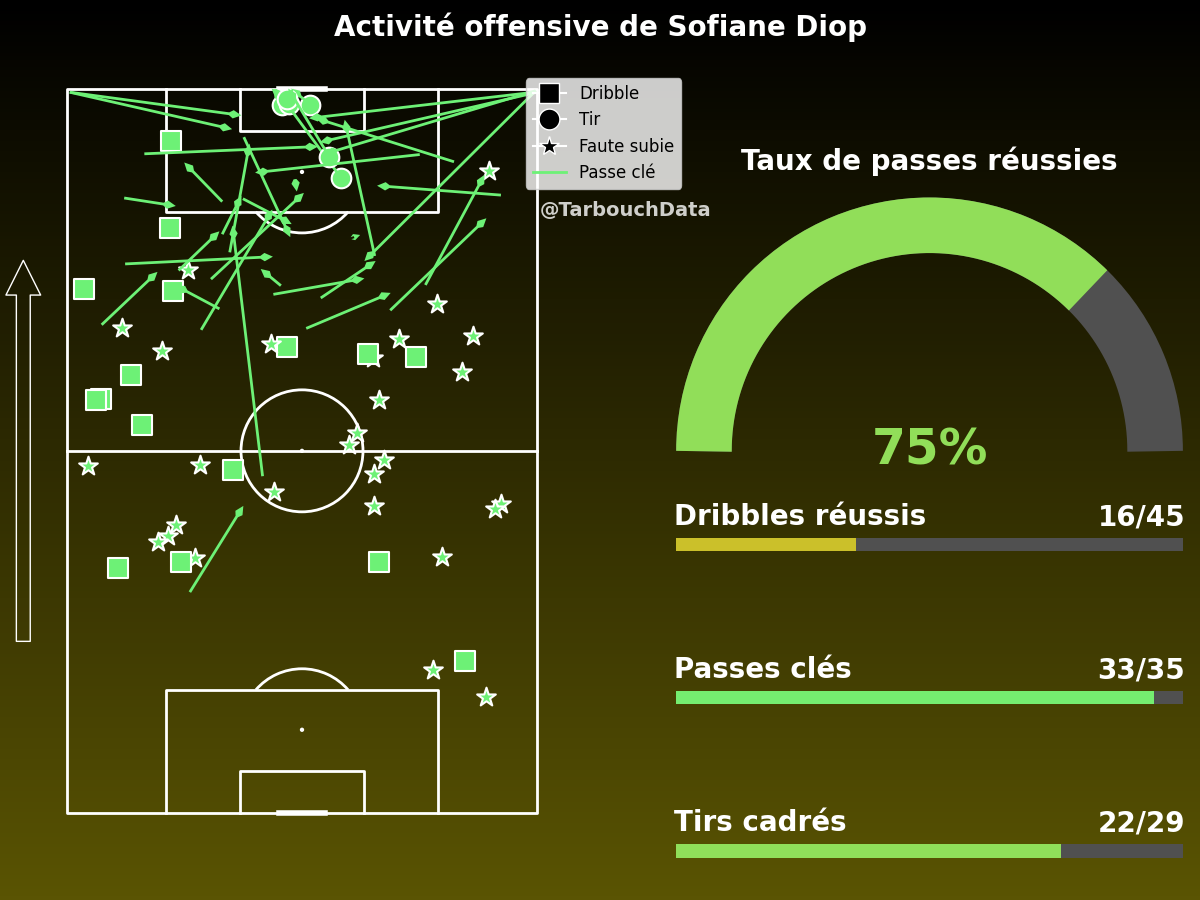 Activité offensive de Sofiane Diop
Dribble
Tir
Faute subie
Passe clé
@TarbouchData
Taux de passes réussies
75%
Dribbles réussis 16/45
Passes clés 33/35
Tirs cadrés 22/29